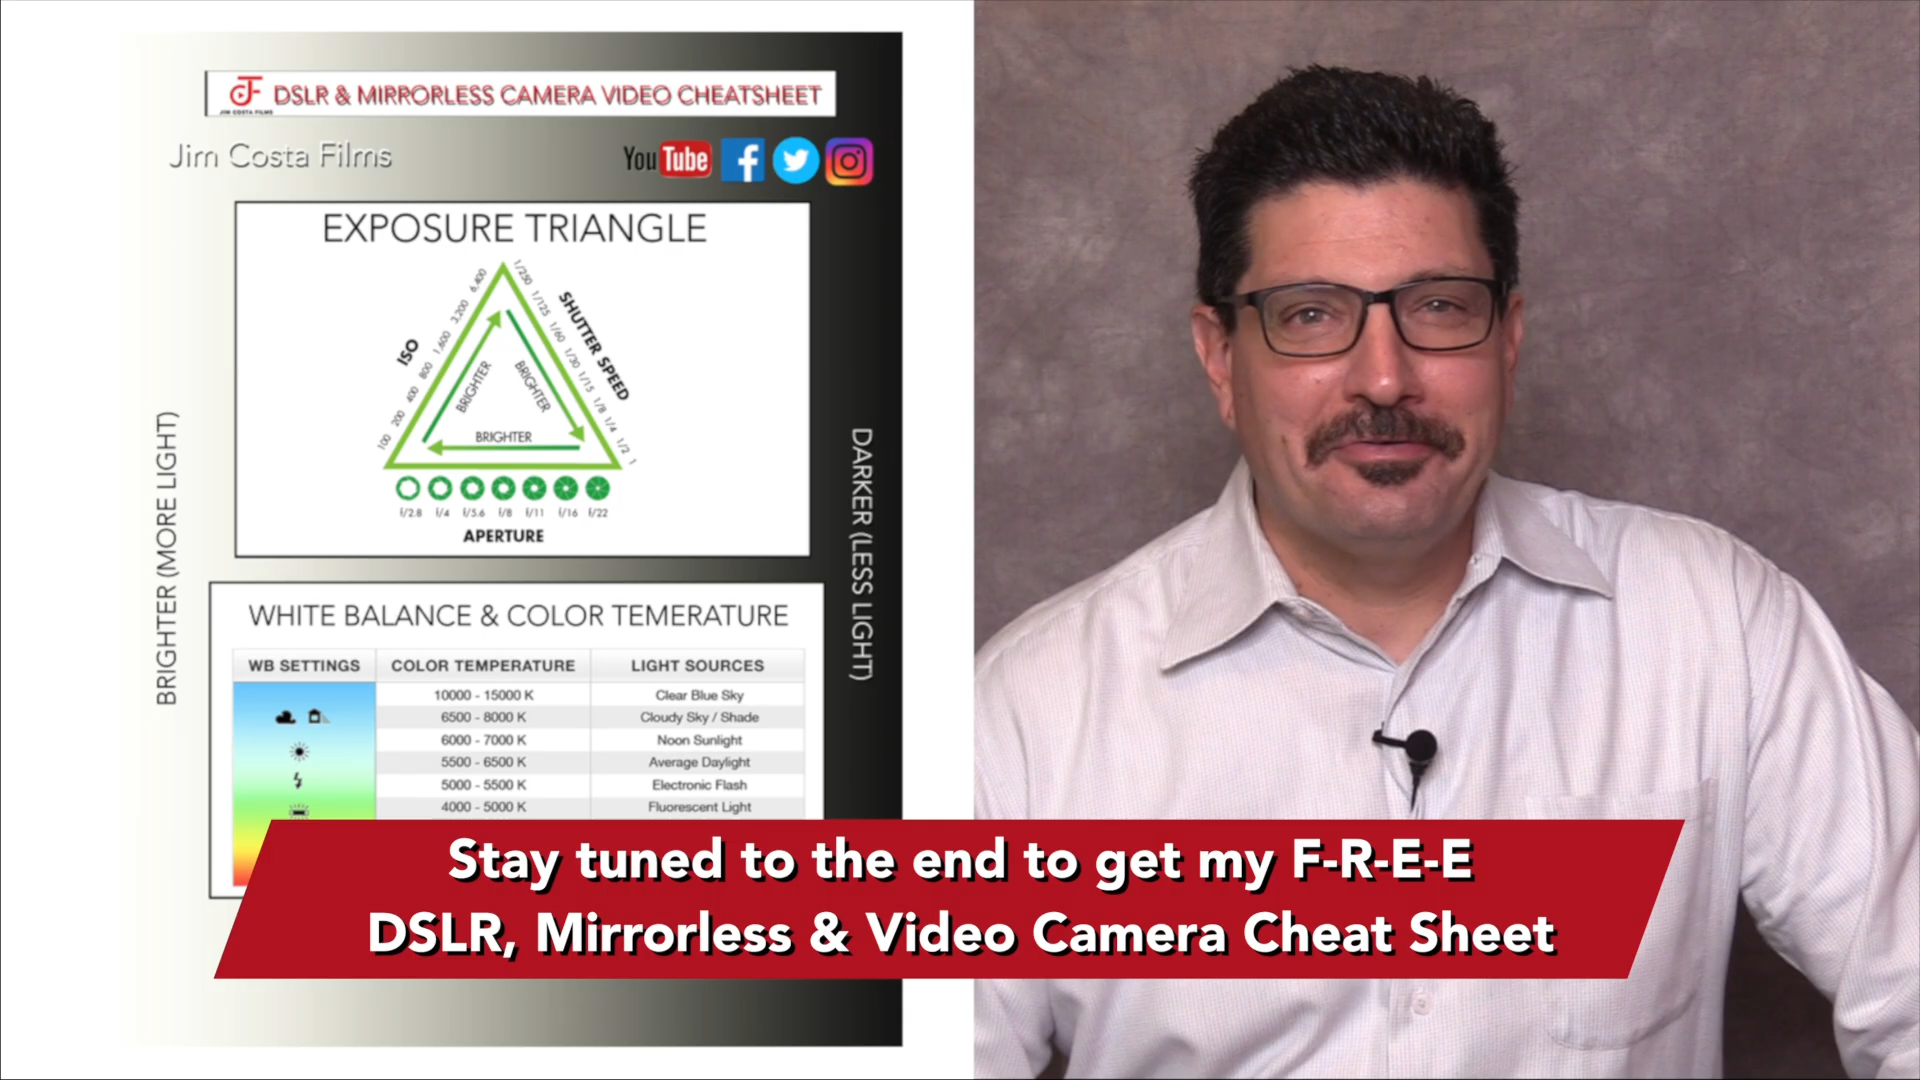 DSLR & MIRRORLESS CAMERA VIDEO CHEATSHEET
JIM COSTA FILMS
Jim Costa Films
YouTube
EXPOSURE TRIANGLE
ISO
100 200 400 800 1,600 3,200 6,400
SHUTTER SPEED
1/250 1/125 1/60 1/30 1/15 1/8 1/4 1/2 1
BRIGHTER
BRIGHTER
BRIGHTER
f/2.8 f/4 f/5.6 f/8 f/11 f/16 f/22
APERTURE
BRIGHTER (MORE LIGHT)
DARKER (LESS LIGHT)
WHITE BALANCE & COLOR TEMERATURE
WB SETTINGS COLOR TEMPERATURE LIGHT SOURCES
10000 - 15000 K Clear Blue Sky
6500 - 8000 K Cloudy Sky / Shade
6000 - 7000 K Noon Sunlight
5500 - 6500 K Average Daylight
5000 - 5500 K Electronic Flash
4000 - 5000 K Fluorescent Light
Stay tuned to the end to get my F-R-E-E
DSLR, Mirrorless & Video Camera Cheat Sheet